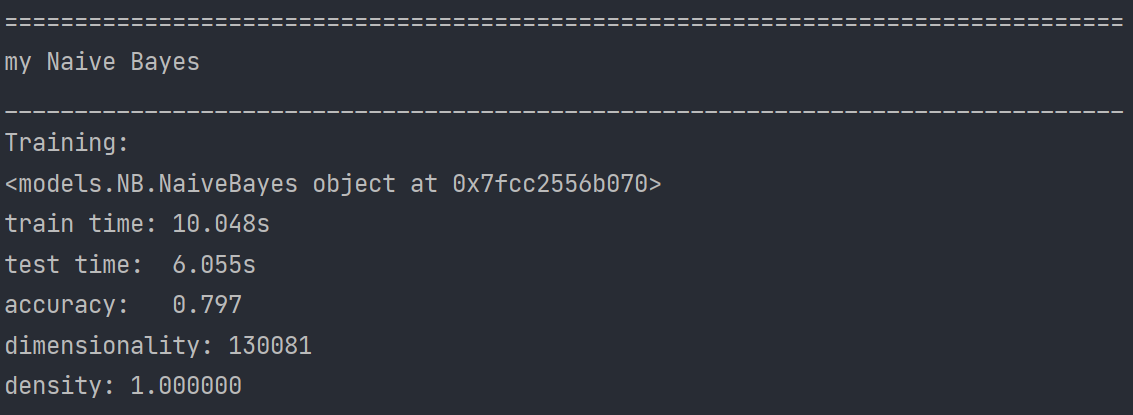 ================================================================================
my Naive Bayes
________________________________________________________________________________
Training:
<models.NB.NaiveBayes object at 0x7fcc2556b070>
train time: 10.048s
test time:  6.055s
accuracy:   0.797
dimensionality: 130081
density: 1.000000